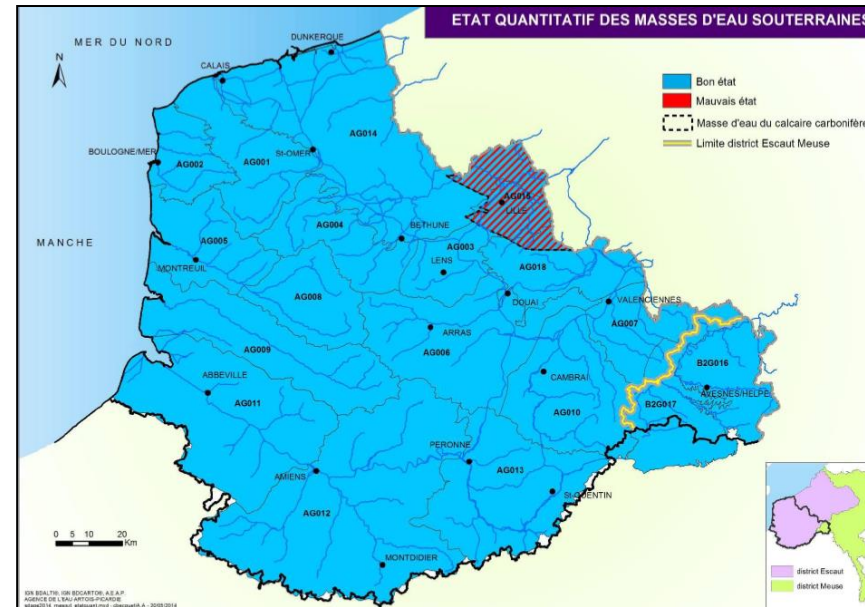 ETAT QUANTITATIF DES MASSES D'EAU SOUTERRAINES
MER DU NORD
DUNKERQUE
N
CALAIS
Bon état
Mauvais état
Masse d'eau du calcaire carbonifère
Limite district Escaut Meuse
AG014
BOULOGNE/MER
AG002
AG001
ST-OMER
AG015
LILLE
AG004
BETHUNE
MANCHE
AG005
AG003
MONTREUIL
LENS
AG018
AG008
DOUAI
VALENCIENNES
AG007
ARRAS
AG009
AG006
B2G016
ABBEVILLE
CAMBRAI
AVESNES/HELPE
AG011
AG010
B2G017
PERONNE
AMIENS
AG013
ST-QUENTIN
AG012
0 5 10 20
Km
MONTDIDIER
district Escaut
district Meuse
IGN BDALTI®, IGN BDCARTO®, A.E.A.P.
AGENCE DE L'EAU ARTOIS-PICARDIE